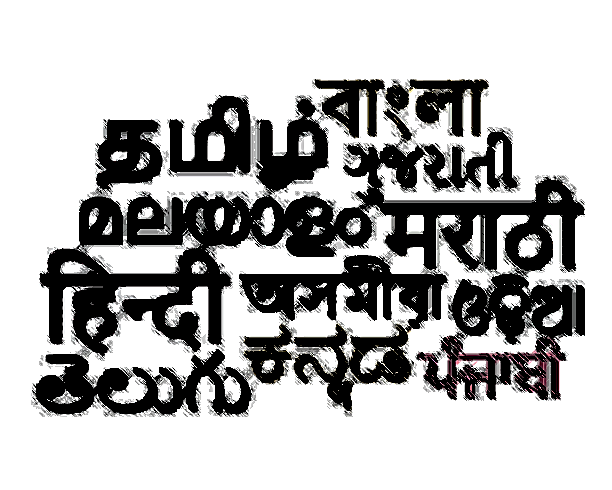 বাংলা
தமிழ்
ગુજરાતી
മലയാളം
मराठी
हिन्दी
অসমীয়া
ଓଡ଼ିଆ
తెలుగు
ಕನ್ನಡ
ਪੰਜਾਬੀ